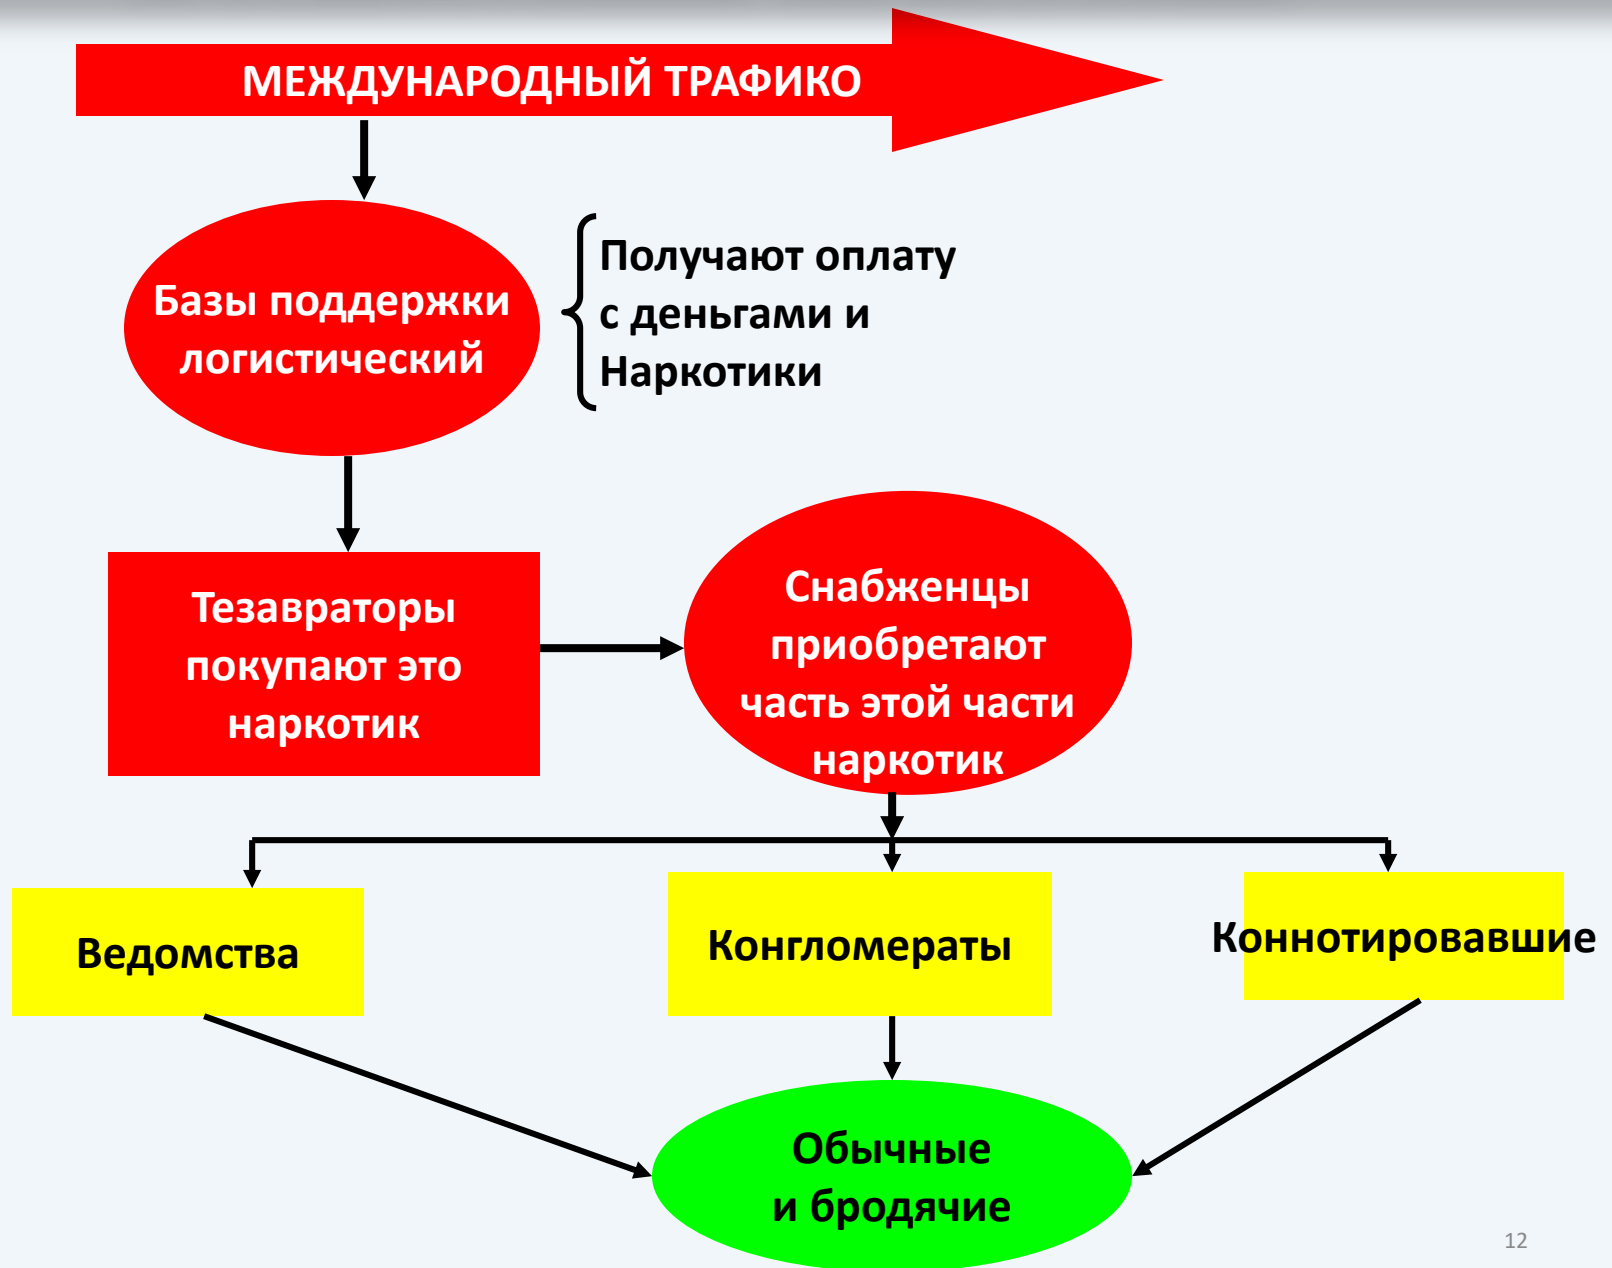 МЕЖДУНАРОДНЫЙ ТРАФИКО
Базы поддержки
логистический
Получают оплату
с деньгами и
Наркотики
Тезавраторы
покупают это
наркотик
Снабженцы
приобретают
часть этой части
наркотик
Ведомства
Конгломераты
Коннотировавшие
Обычные
и бродячие
12